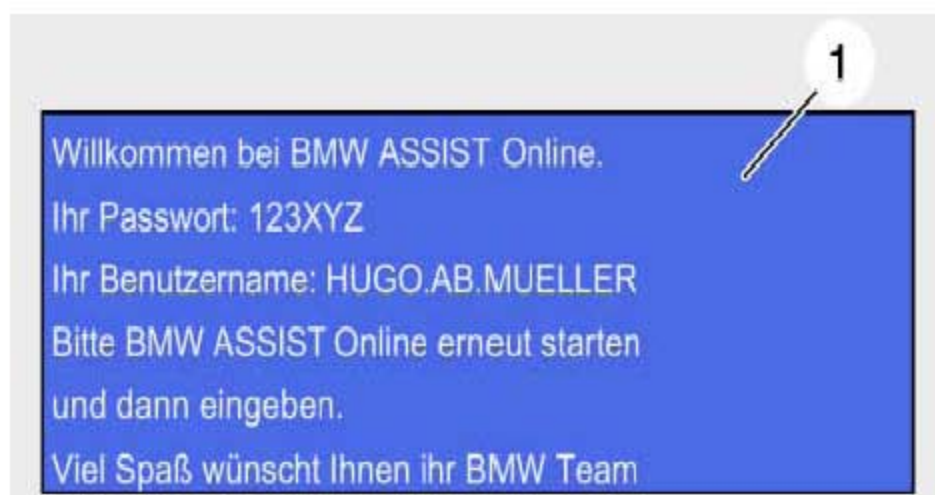 1
Willkommen bei BMW ASSIST Online.
Ihr Passwort: 123XYZ
Ihr Benutzername: HUGO.AB.MUELLER
Bitte BMW ASSIST Online erneut starten
und dann eingeben.
Viel Spaß wünscht Ihnen ihr BMW Team